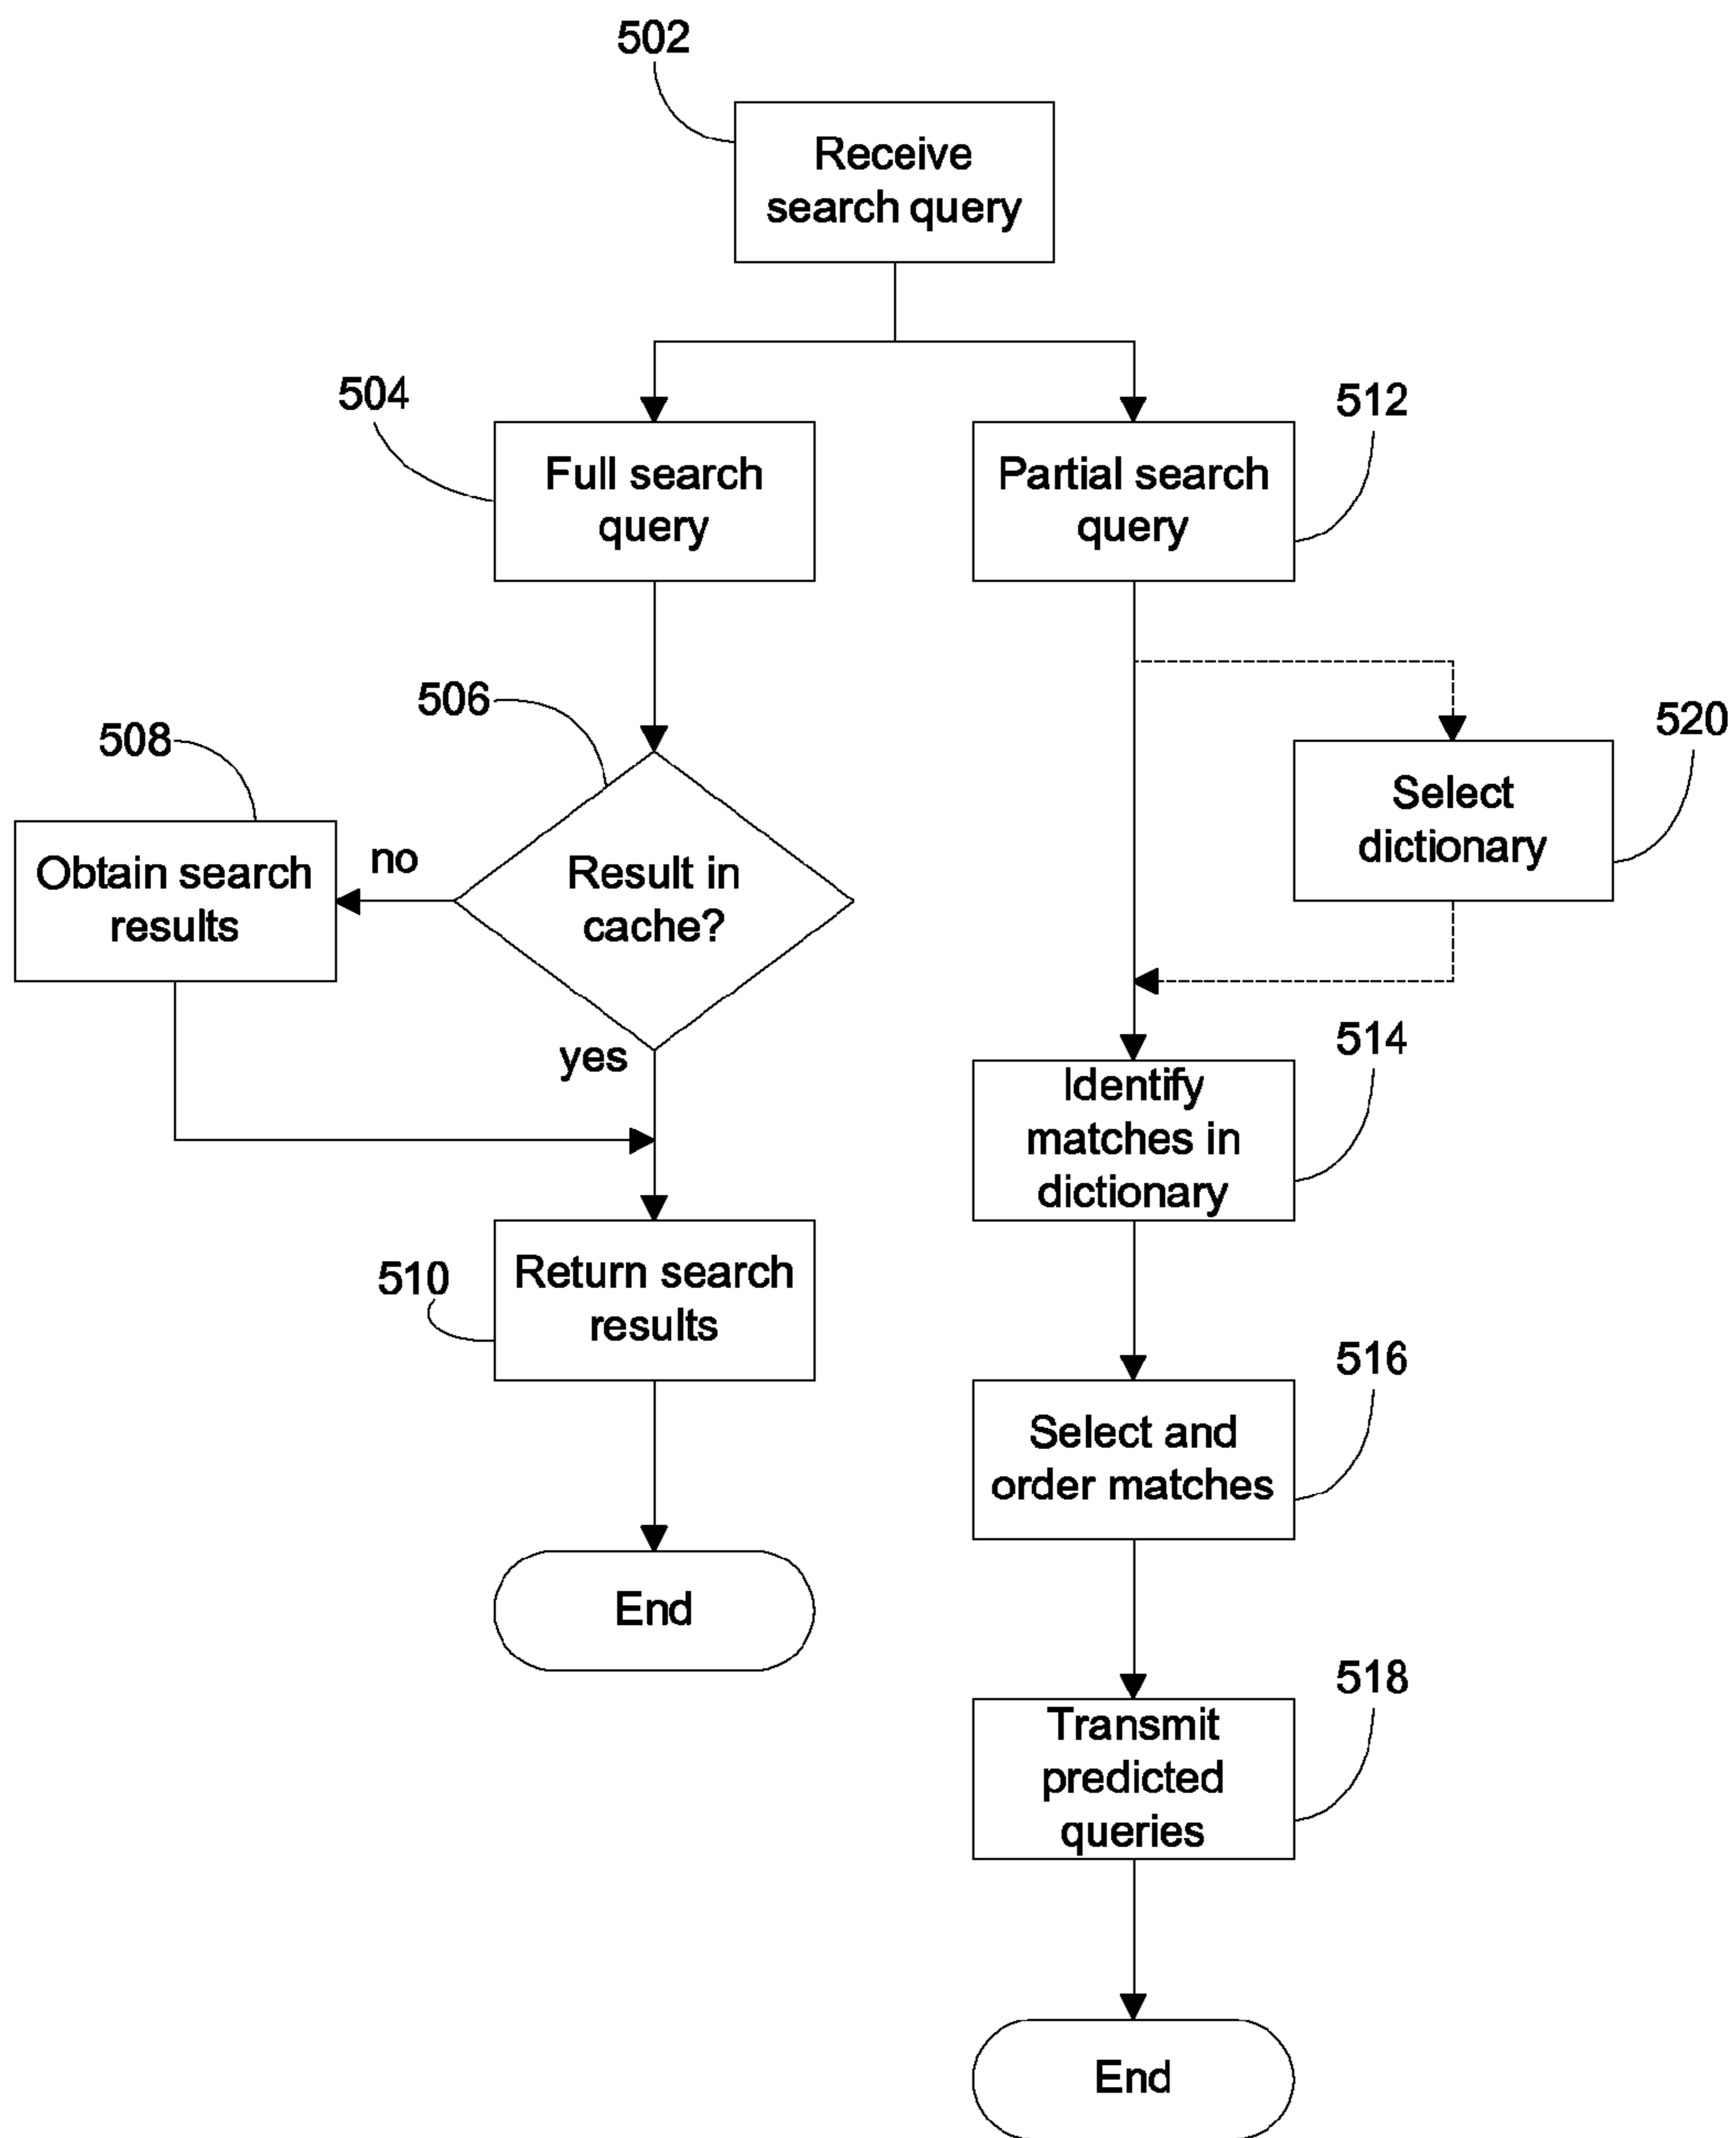 502
Receive
search query
504
Full search
query
512
Partial search
query
506
508
520
Select
dictionary
Obtain search
results
no
Result in
cache?
yes
514
Identify
matches in
dictionary
510
Return search
results
516
Select and
order matches
End
518
Transmit
predicted
queries
End